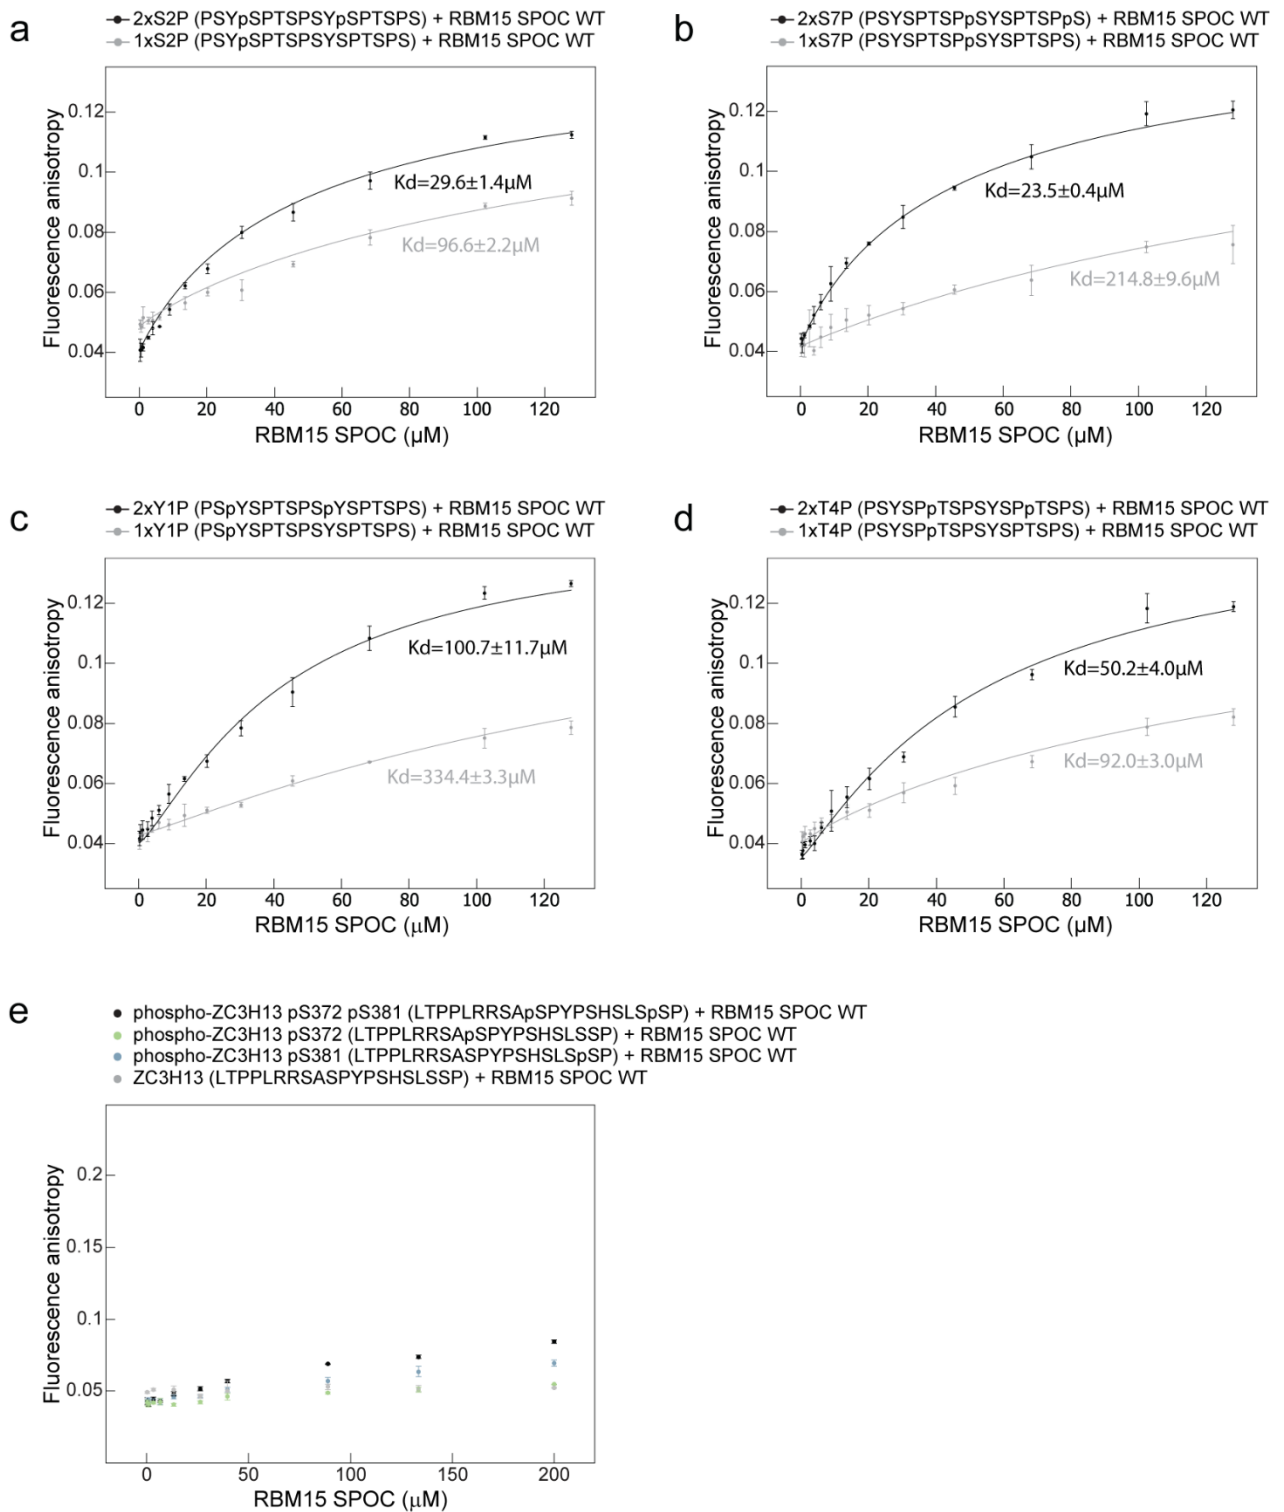 a
2xS2P (PSYpSPTSPSYpSPTSPS) + RBM15 SPOC WT
1xS2P (PSYpSPTSPSYSPTSPS) + RBM15 SPOC WT
Fluorescence anisotropy
0.12
0.1
0.08
0.06
0.04
Kd=29.6±1.4µM
Kd=96.6±2.2µM
0 20 40 60 80 100 120
RBM15 SPOC (µM)
b
2xS7P (PSYSPTSPpSYSPTSPpS) + RBM15 SPOC WT
1xS7P (PSYSPTSPpSYSPTSPS) + RBM15 SPOC WT
Fluorescence anisotropy
0.12
0.1
0.08
0.06
0.04
Kd=23.5±0.4µM
Kd=214.8±9.6µM
0 20 40 60 80 100 120
RBM15 SPOC (µM)
c
2xY1P (PSpYSPTSPSpYSPTSPS) + RBM15 SPOC WT
1xY1P (PSpYSPTSPSYSPTSPS) + RBM15 SPOC WT
Fluorescence anisotropy
0.12
0.1
0.08
0.06
0.04
Kd=100.7±11.7µM
Kd=334.4±3.3µM
0 20 40 60 80 100 120
RBM15 SPOC (µM)
d
2xT4P (PSYSPpTSPSYSPpTSPS) + RBM15 SPOC WT
1xT4P (PSYSPpTSPSYSPTSPS) + RBM15 SPOC WT
Fluorescence anisotropy
0.12
0.1
0.08
0.06
0.04
Kd=50.2±4.0µM
Kd=92.0±3.0µM
0 20 40 60 80 100 120
RBM15 SPOC (µM)
e
phospho-ZC3H13 pS372 pS381 (LTPPLRRSApSPYPSHSLSpSP) + RBM15 SPOC WT
phospho-ZC3H13 pS372 (LTPPLRRSApSPYPSHSLSSP) + RBM15 SPOC WT
phospho-ZC3H13 pS381 (LTPPLRRSASPYPSHSLSpSP) + RBM15 SPOC WT
ZC3H13 (LTPPLRRSASPYPSHSLSSP) + RBM15 SPOC WT
Fluorescence anisotropy
0.2
0.15
0.1
0.05
0 50 100 150 200
RBM15 SPOC (µM)